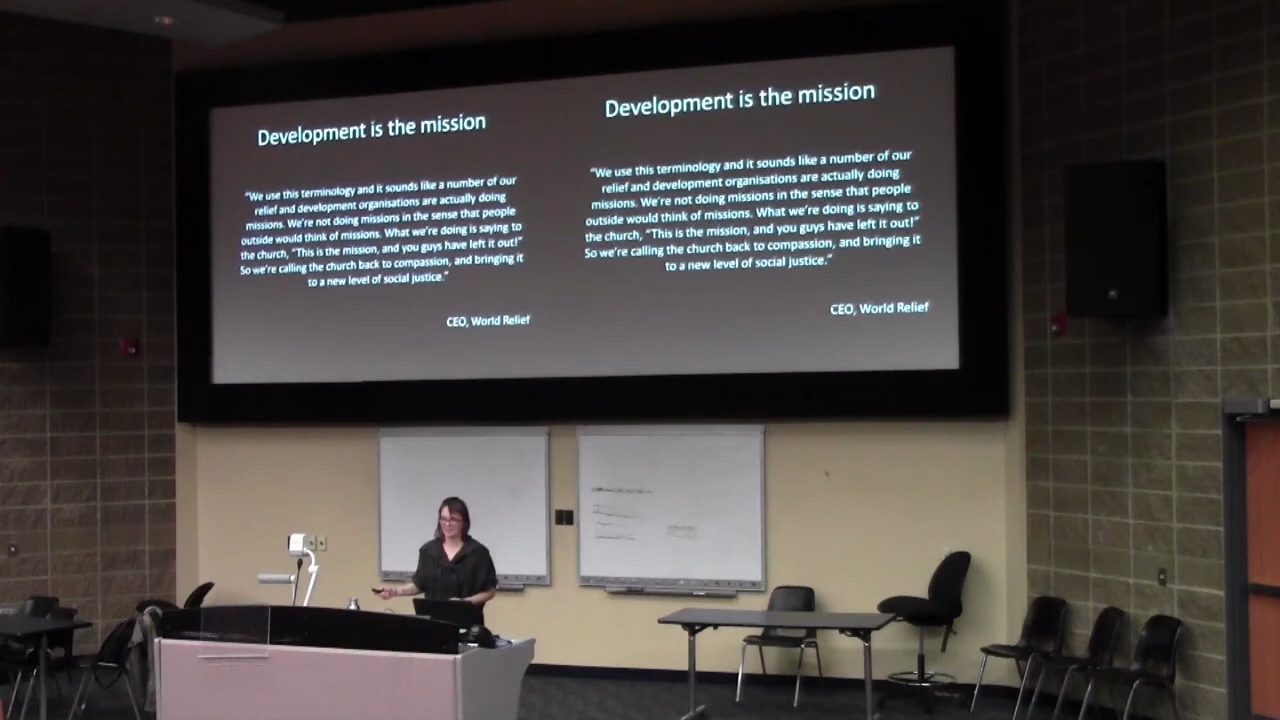 Development is the mission
“We use this terminology and it sounds like a number of our
relief and development organisations are actually doing
missions. We’re not doing missions in the sense that people
outside would think of missions. What we’re doing is saying to
the church, “This is the mission, and you guys have left it out!”
So we’re calling the church back to compassion, and bringing it
to a new level of social justice.”
CEO, World Relief
Development is the mission
“We use this terminology and it sounds like a number of our
relief and development organisations are actually doing
missions. We’re not doing missions in the sense that people
outside would think of missions. What we’re doing is saying to
the church, “This is the mission, and you guys have left it out!”
So we’re calling the church back to compassion, and bringing it
to a new level of social justice.”
CEO, World Relief